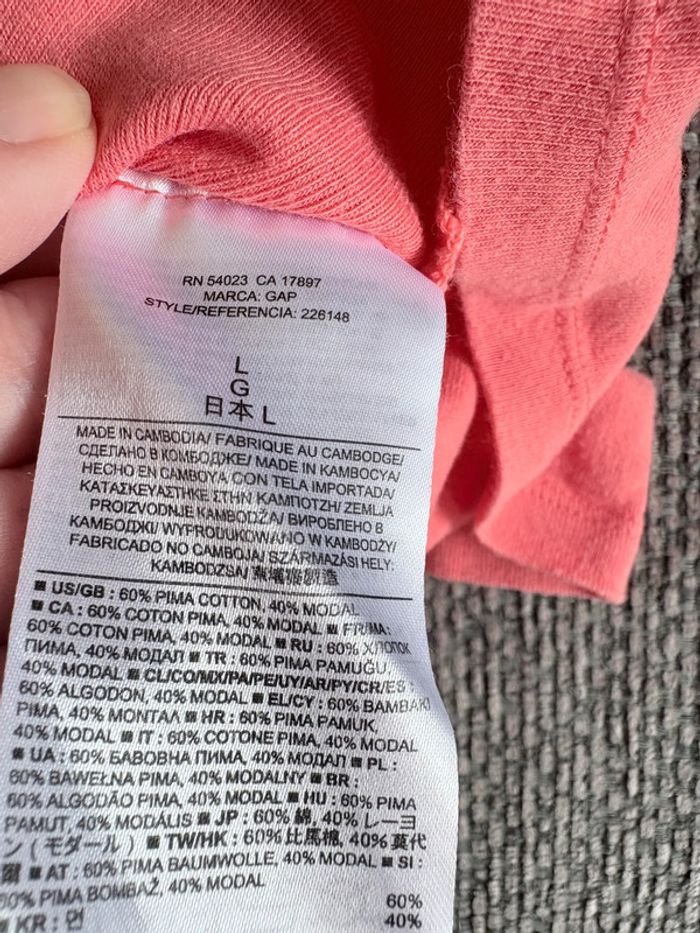 RN 54023 CA 17897
MARCA: GAP
STYLE/REFERENCIA: 226148
L
G
日本 L
MADE IN CAMBODIA/ FABRIQUE AU CAMBODGE/
СДЕЛАНО В КОМБОДЖЕ/ MADE IN KAMBOCYA/
HECHO EN CAMBOYA CON TELA IMPORTADA/
ΚΑΤΑΣΚΕΥΑΣΤΗΚΕ ΣΤΗΝ ΚΑΜΠΟΤΖΗ/ ZEMLJA
PROIZVODNJE KAMBODŽA/ ВИРОБЛЕНО В
КАМБОДЖІ/ WYPRODUKOWANO W KAMBODŻY/
FABRICADO NO CAMBOJA/ SZÁRMAZÁSI HELY:
KAMBODZSA/ 柬埔寨製造
■ US/GB : 60% PIMA COTTON, 40% MODAL
■ CA : 60% COTON PIMA, 40% MODAL ■ FR/MA:
60% COTON PIMA, 40% MODAL ■ RU : 60% ХЛОПОК
ПИМА, 40% МОДАЛ ■ TR : 60% PIMA PAMUĞU,
40% MODAL ■ CL/CO/MX/PA/PE/UY/AR/PY/CR/ES :
60% ALGODON, 40% MODAL ■ EL/CY : 60% ΒΑΜΒΑΚΙ
PIMA, 40% ΜΟΝΤΑΛ ■ HR : 60% PIMA PAMUK,
40% MODAL ■ IT : 60% COTONE PIMA, 40% MODAL
■ UA : 60% БАВОВНА ПИМА, 40% МОДАЛ ■ PL :
60% BAWEŁNA PIMA, 40% MODALNY ■ BR :
60% ALGODÃO PIMA, 40% MODAL ■ HU : 60% PIMA
PAMUT, 40% MODÁLIS ■ JP : 60% 綿, 40% レーヨ
ン ( モダール ) ■ TW/HK : 60% 比馬棉, 40% 莫代
爾 ■ AT : 60% PIMA BAUMWOLLE, 40% MODAL ■ SI :
60% PIMA BOMBAŽ, 40% MODAL
■ KR : 면 60%
40%